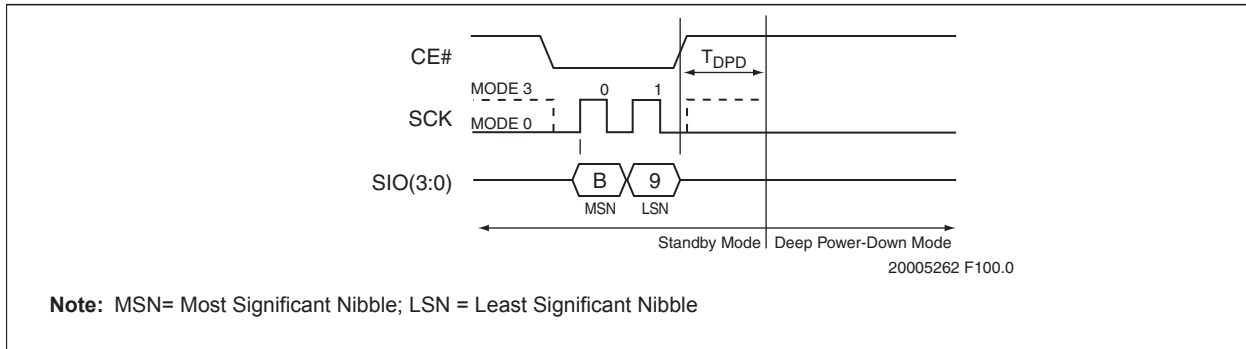 CE#
T_DPD
MODE 3 0 1
SCK
MODE 0
SIO(3:0) B 9
MSN LSN
Standby Mode Deep Power-Down Mode
20005262 F100.0
Note: MSN= Most Significant Nibble; LSN = Least Significant Nibble